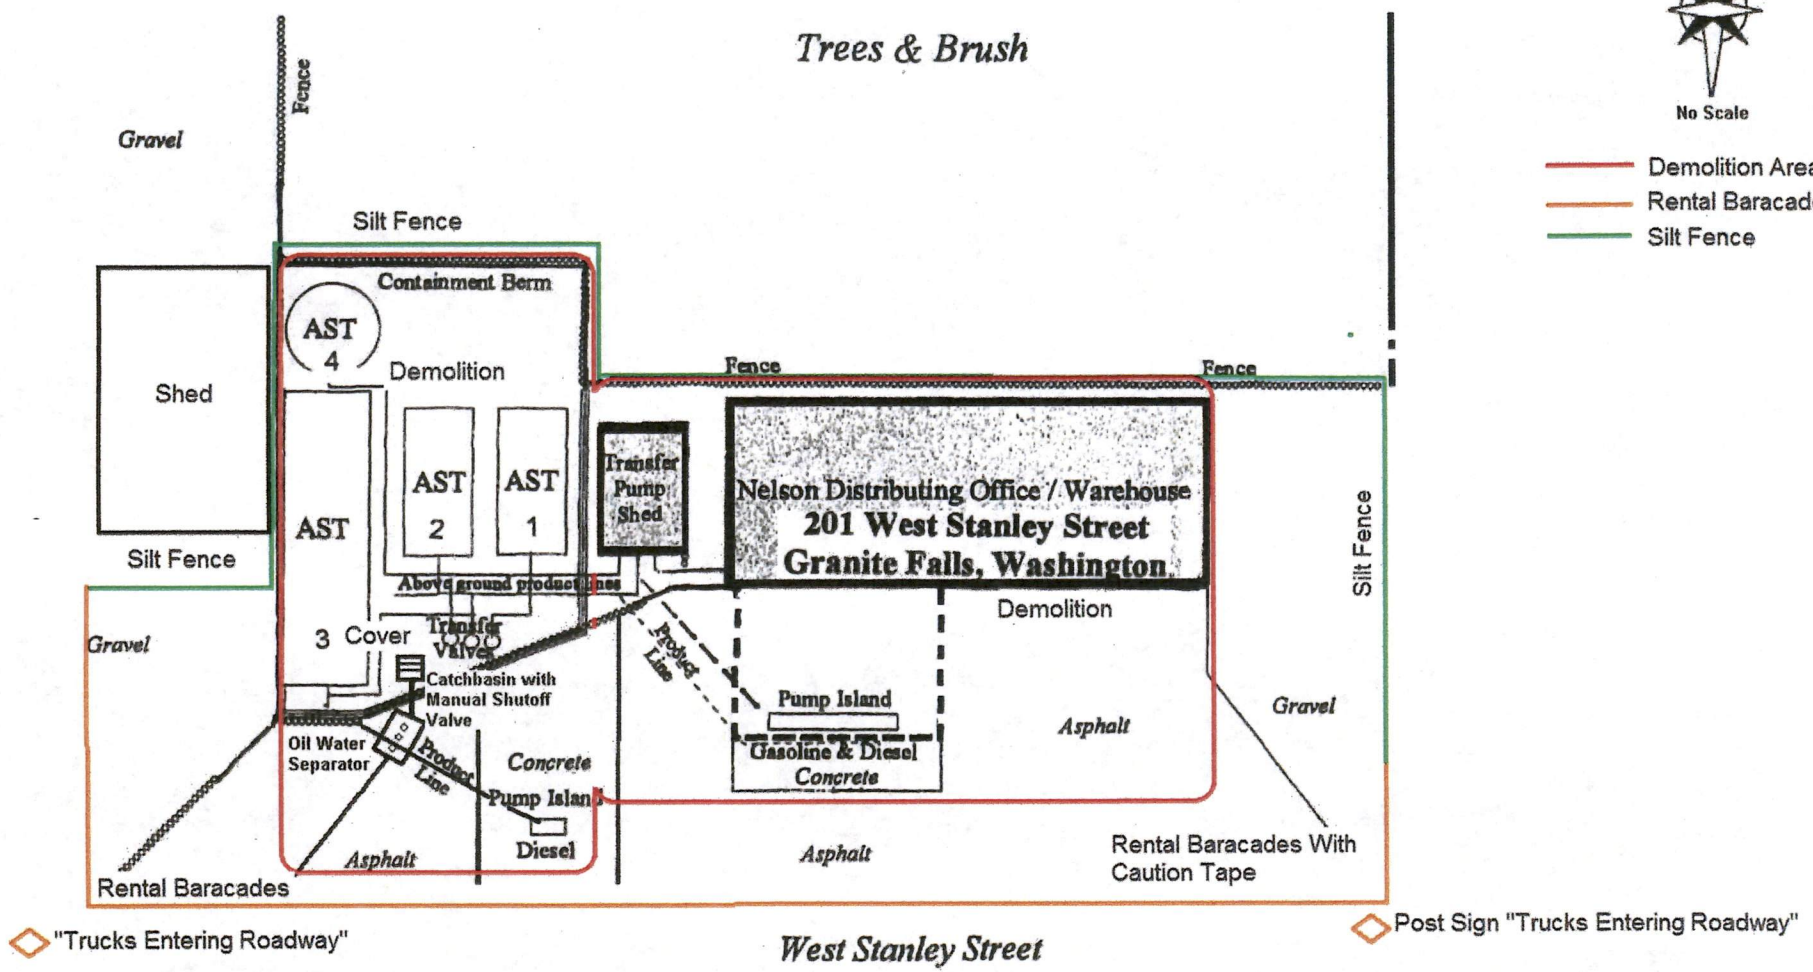 Trees & Brush
No Scale
Demolition Area
Rental Baracad
Silt Fence
Fence
Gravel
Silt Fence
Containment Berm
AST
4
Demolition
Shed
Fence
Fence
AST
2
AST
1
AST
3
Transfer
Pump
Shed
Nelson Distributing Office / Warehouse
201 West Stanley Street
Granite Falls, Washington
Silt Fence
Silt Fence
Above ground product lines
Demolition
Gravel
Cover
Transfer
Valves
Product
Line
Catchbasin with
Manual Shutoff
Valve
Pump Island
Gasoline & Diesel
Concrete
Asphalt
Gravel
Oil Water
Separator
Product
Line
Concrete
Pump Island
Diesel
Asphalt
Asphalt
Rental Baracades
Rental Baracades With
Caution Tape
"Trucks Entering Roadway"
West Stanley Street
Post Sign "Trucks Entering Roadway"